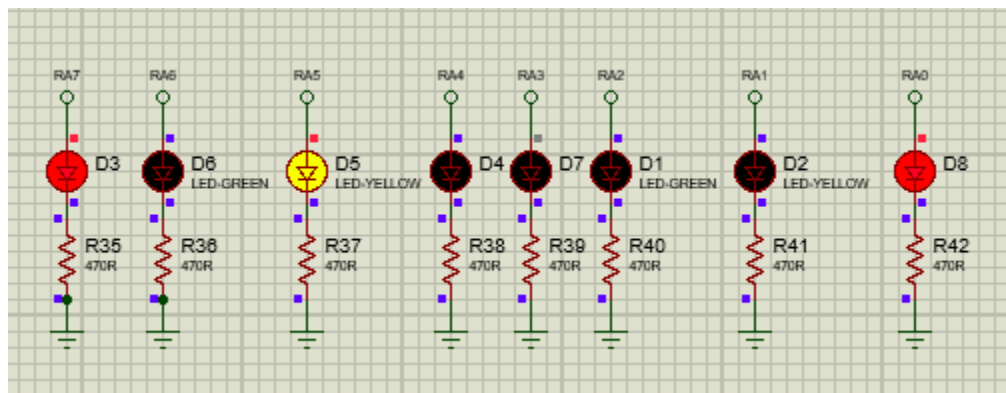 RA7
RA6
RA5
RA4
RA3
RA2
RA1
RA0
D3
D6
LED-GREEN
D5
LED-YELLOW
D4
D7
D1
LED-GREEN
D2
LED-YELLOW
D8
R35
470R
R36
470R
R37
470R
R38
470R
R39
470R
R40
470R
R41
470R
R42
470R